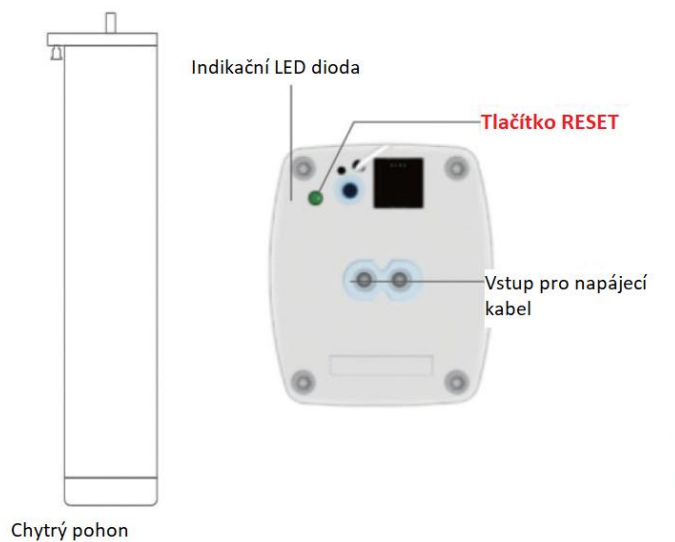 Indikační LED dioda
Tlačítko RESET
Vstup pro napájecí
kabel
Chytrý pohon